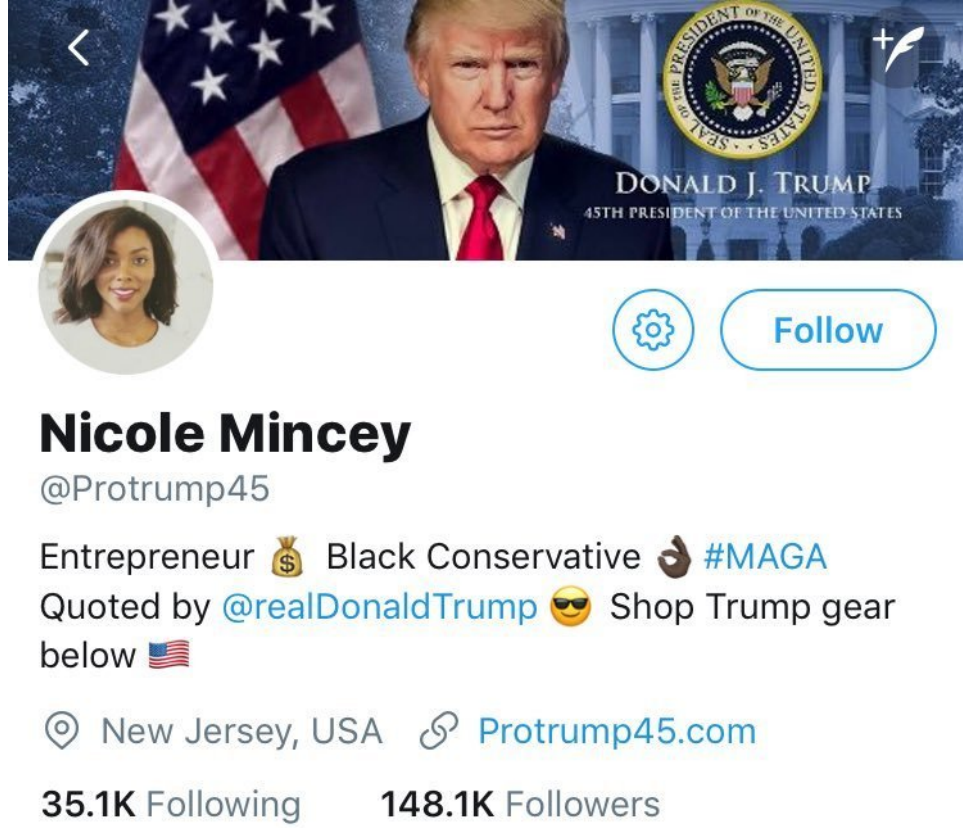 SEAL OF THE PRESIDENT OF THE UNITED STATES
DONALD J. TRUMP
45TH PRESIDENT OF THE UNITED STATES
Follow
Nicole Mincey
@Protrump45
Entrepreneur 💰 Black Conservative 👌🏿 #MAGA
Quoted by @realDonaldTrump 😎 Shop Trump gear
below 🇺🇸
New Jersey, USA Protrump45.com
35.1K Following 148.1K Followers